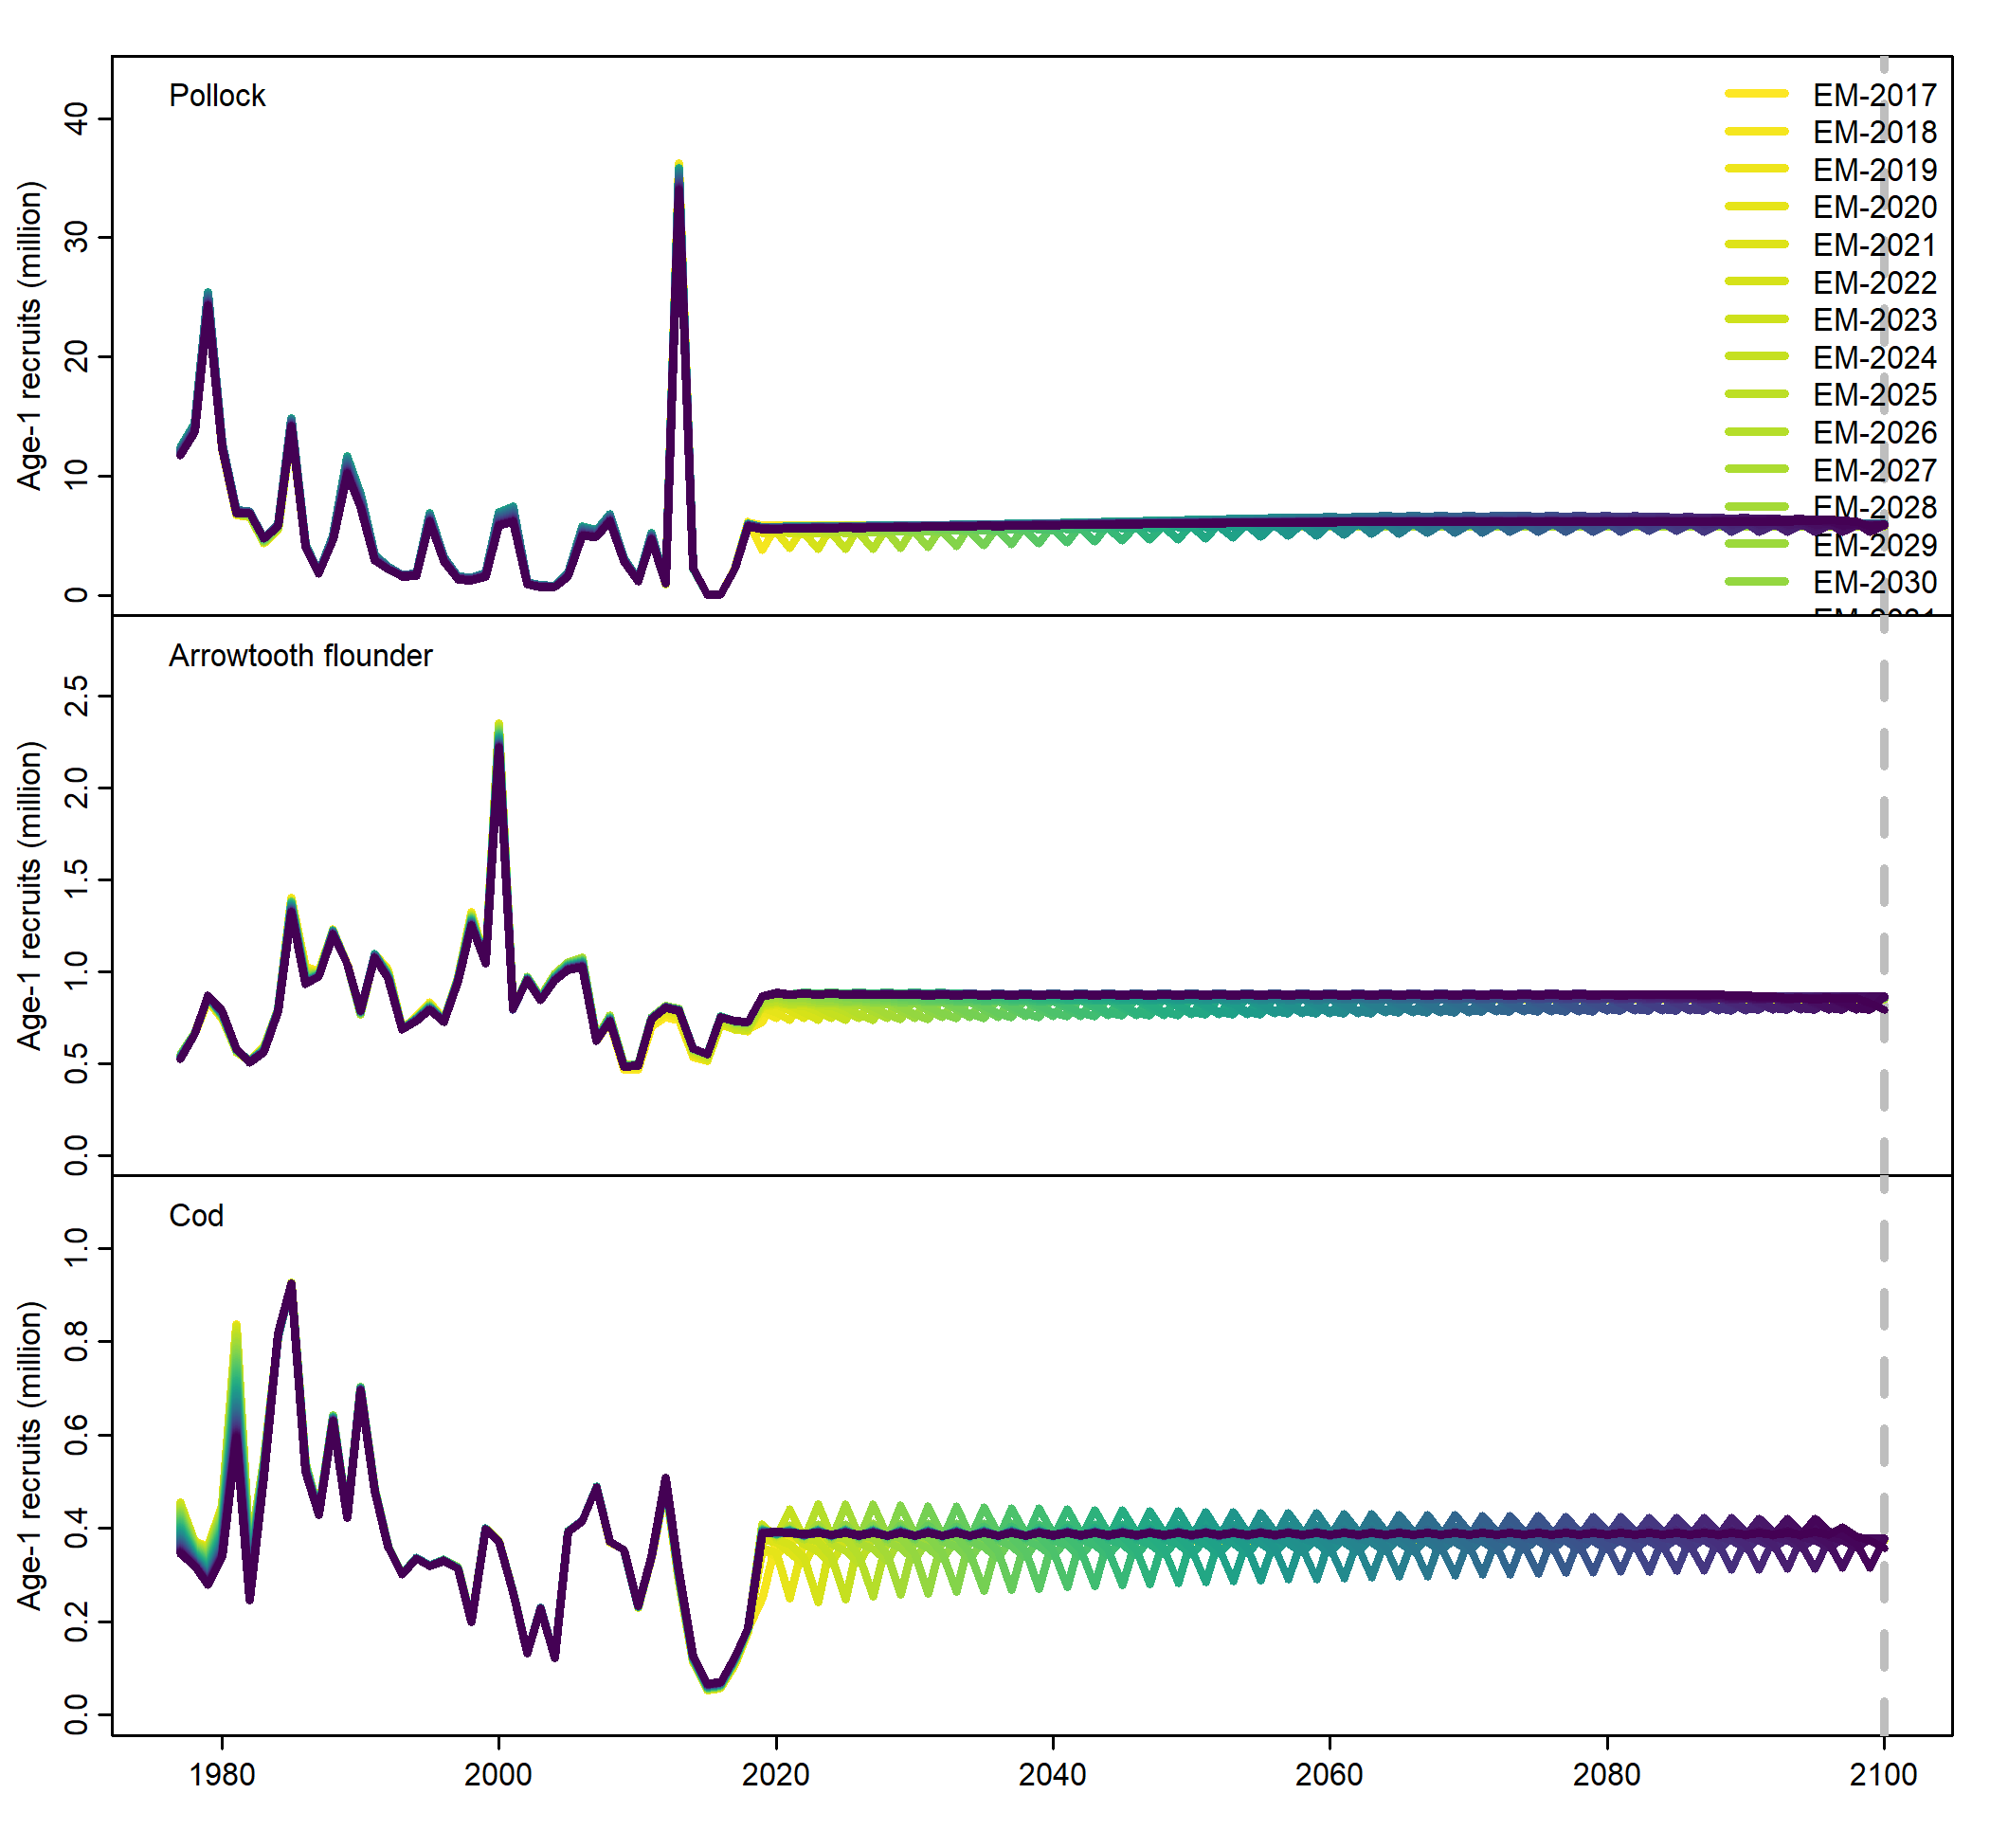 Pollock
EM-2017
EM-2018
EM-2019
EM-2020
EM-2021
EM-2022
EM-2023
EM-2024
EM-2025
EM-2026
EM-2027
EM-2028
EM-2029
EM-2030
Age-1 recruits (million)
40
30
20
10
0
Arrowtooth flounder
Age-1 recruits (million)
2.5
2.0
1.5
1.0
0.5
0.0
Cod
Age-1 recruits (million)
1.0
0.8
0.6
0.4
0.2
0.0
1980 2000 2020 2040 2060 2080 2100